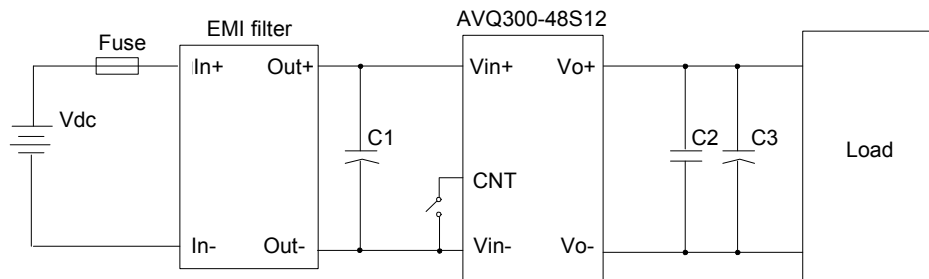 AVQ300-48S12
EMI filter
Fuse
In+ Out+ Vin+ Vo+
Vdc
C1 C2 C3 Load
CNT
In- Out- Vin- Vo-